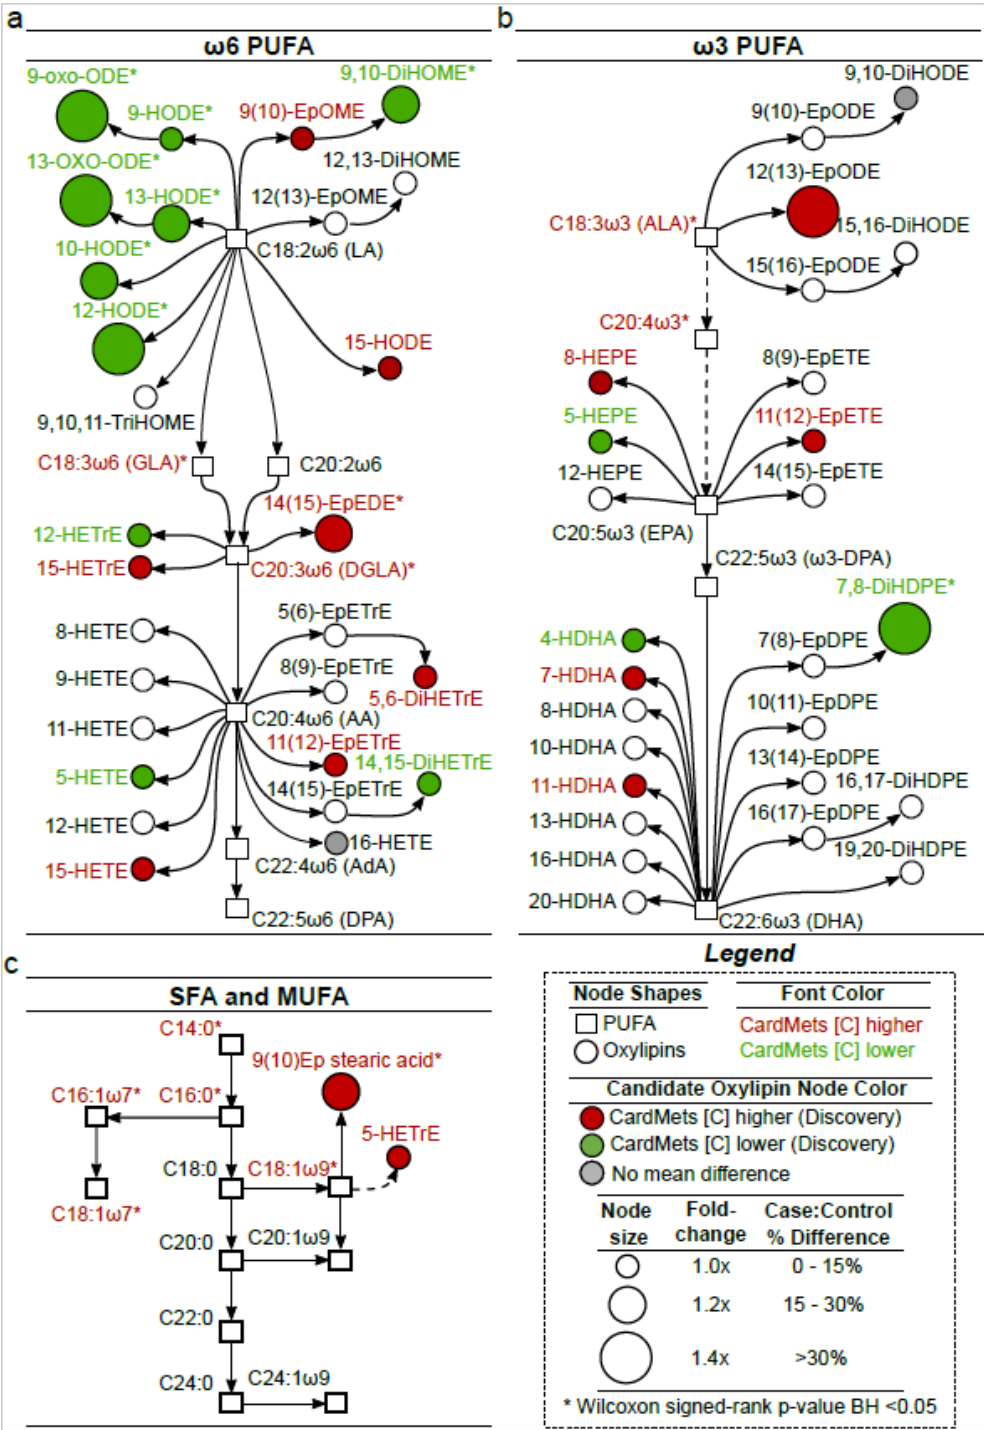 a
ω6 PUFA
9-oxo-ODE*
9,10-DiHOME*
9-HODE*
9(10)-EpOME
13-OXO-ODE*
12,13-DiHOME
13-HODE*
12(13)-EpOME
10-HODE*
C18:2ω6 (LA)
12-HODE*
15-HODE
9,10,11-TriHOME
C18:3ω6 (GLA)*
C20:2ω6
14(15)-EpEDE*
12-HETrE
15-HETrE
C20:3ω6 (DGLA)*
5(6)-EpETrE
8-HETE
8(9)-EpETrE
9-HETE
5,6-DiHETrE
C20:4ω6 (AA)
11-HETE
11(12)-EpETrE
14,15-DiHETrE
5-HETE
14(15)-EpETrE
12-HETE
16-HETE
C22:4ω6 (AdA)
15-HETE
C22:5ω6 (DPA)
b
ω3 PUFA
9,10-DiHODE
9(10)-EpODE
12(13)-EpODE
C18:3ω3 (ALA)*
15,16-DiHODE
15(16)-EpODE
C20:4ω3*
8-HEPE
8(9)-EpETE
5-HEPE
11(12)-EpETE
12-HEPE
14(15)-EpETE
C20:5ω3 (EPA)
C22:5ω3 (ω3-DPA)
7,8-DiHDPE*
4-HDHA
7(8)-EpDPE
7-HDHA
8-HDHA
10(11)-EpDPE
10-HDHA
13(14)-EpDPE
11-HDHA
16,17-DiHDPE
16(17)-EpDPE
13-HDHA
19,20-DiHDPE
16-HDHA
20-HDHA
C22:6ω3 (DHA)
c
SFA and MUFA
C14:0*
9(10)Ep stearic acid*
C16:1ω7*
C16:0*
5-HETrE
C18:0
C18:1ω9*
C18:1ω7*
C20:0
C20:1ω9
C22:0
C24:0
C24:1ω9
Legend
Node Shapes
Font Color
PUFA
CardMets [C] higher
Oxylipins
CardMets [C] lower
Candidate Oxylipin Node Color
CardMets [C] higher (Discovery)
CardMets [C] lower (Discovery)
No mean difference
Node size
Fold-change
Case:Control % Difference
1.0x
0 - 15%
1.2x
15 - 30%
1.4x
>30%
* Wilcoxon signed-rank p-value BH <0.05